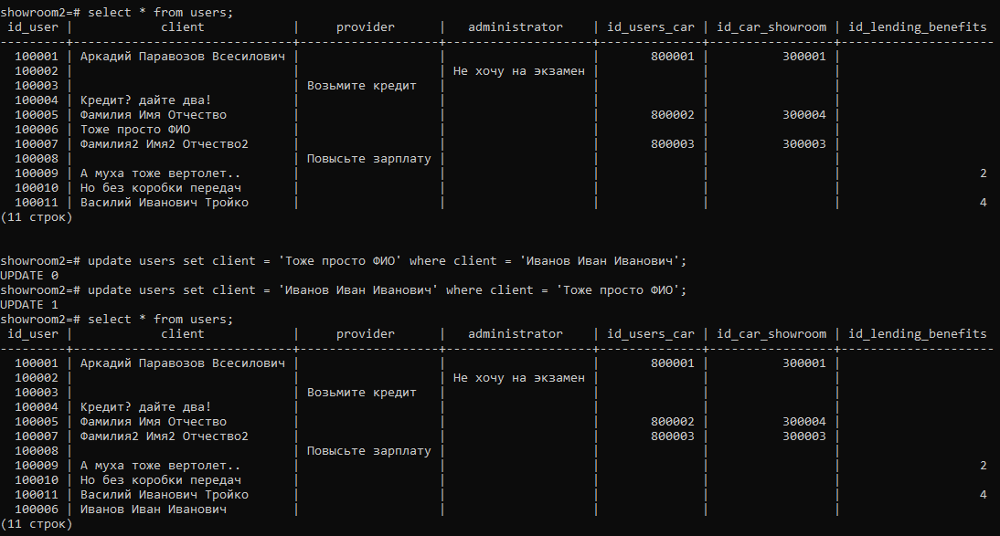 showroom2=# select * from users;
 id_user |            client            |     provider      |   administrator    | id_users_car | id_car_showroom | id_lending_benefits
---------+------------------------------+-------------------+--------------------+--------------+-----------------+---------------------
  100001 | Аркадий Паравозов Всесилович |                   |                    |       800001 |          300001 |
  100002 |                              |                   | Не хочу на экзамен |              |                 |
  100003 |                              | Возьмите кредит   |                    |              |                 |
  100004 | Кредит? дайте два!           |                   |                    |              |                 |
  100005 | Фамилия Имя Отчество         |                   |                    |       800002 |          300004 |
  100006 | Тоже просто ФИО              |                   |                    |              |                 |
  100007 | Фамилия2 Имя2 Отчество2      |                   |                    |       800003 |          300003 |
  100008 |                              | Повысьте зарплату |                    |              |                 |
  100009 | А муха тоже вертолет..       |                   |                    |              |                 |                   2
  100010 | Но без коробки передач       |                   |                    |              |                 |
  100011 | Василий Иванович Тройко      |                   |                    |              |                 |                   4
(11 строк)
showroom2=# update users set client = 'Тоже просто ФИО' where client = 'Иванов Иван Иванович';
UPDATE 0
showroom2=# update users set client = 'Иванов Иван Иванович' where client = 'Тоже просто ФИО';
UPDATE 1
showroom2=# select * from users;
 id_user |            client            |     provider      |   administrator    | id_users_car | id_car_showroom | id_lending_benefits
---------+------------------------------+-------------------+--------------------+--------------+-----------------+---------------------
  100001 | Аркадий Паравозов Всесилович |                   |                    |       800001 |          300001 |
  100002 |                              |                   | Не хочу на экзамен |              |                 |
  100003 |                              | Возьмите кредит   |                    |              |                 |
  100004 | Кредит? дайте два!           |                   |                    |              |                 |
  100005 | Фамилия Имя Отчество         |                   |                    |       800002 |          300004 |
  100007 | Фамилия2 Имя2 Отчество2      |                   |                    |       800003 |          300003 |
  100008 |                              | Повысьте зарплату |                    |              |                 |
  100009 | А муха тоже вертолет..       |                   |                    |              |                 |                   2
  100010 | Но без коробки передач       |                   |                    |              |                 |
  100011 | Василий Иванович Тройко      |                   |                    |              |                 |                   4
  100006 | Иванов Иван Иванович         |                   |                    |              |                 |
(11 строк)